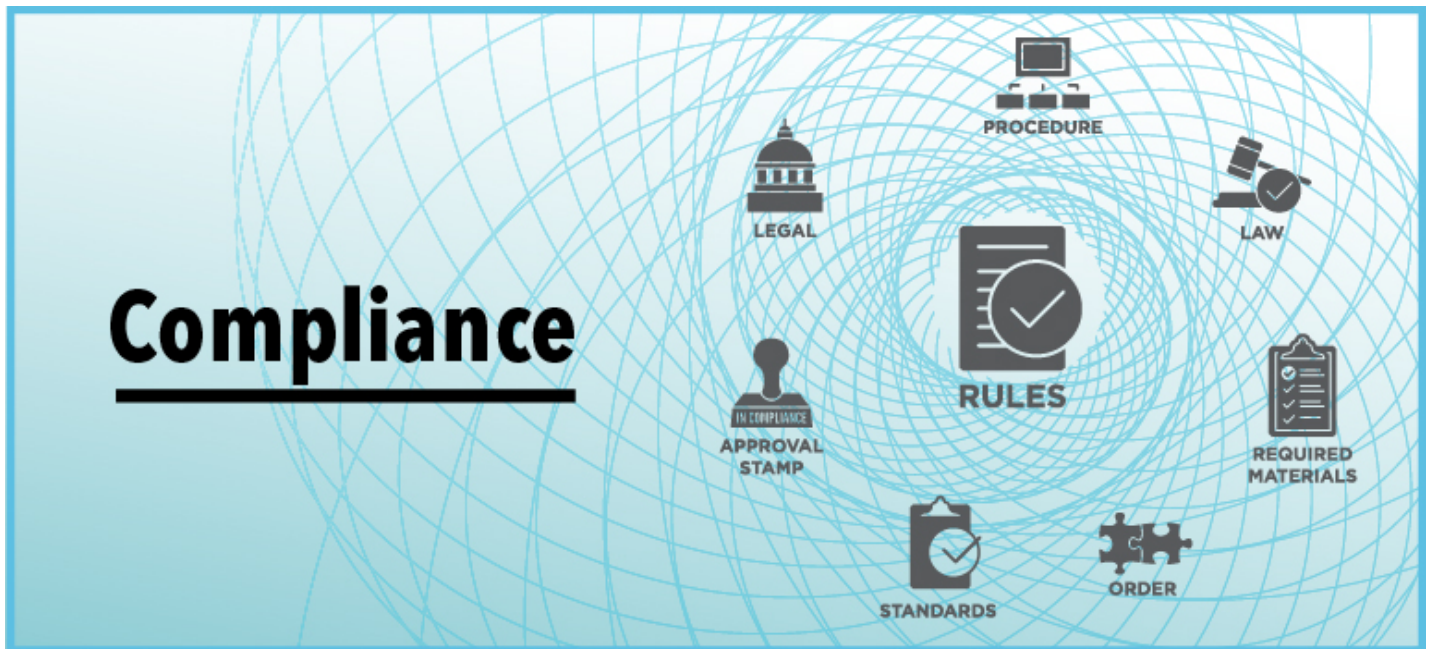 Compliance
PROCEDURE
LEGAL
LAW
RULES
IN COMPLIANCE
APPROVAL
STAMP
REQUIRED
MATERIALS
ORDER
STANDARDS